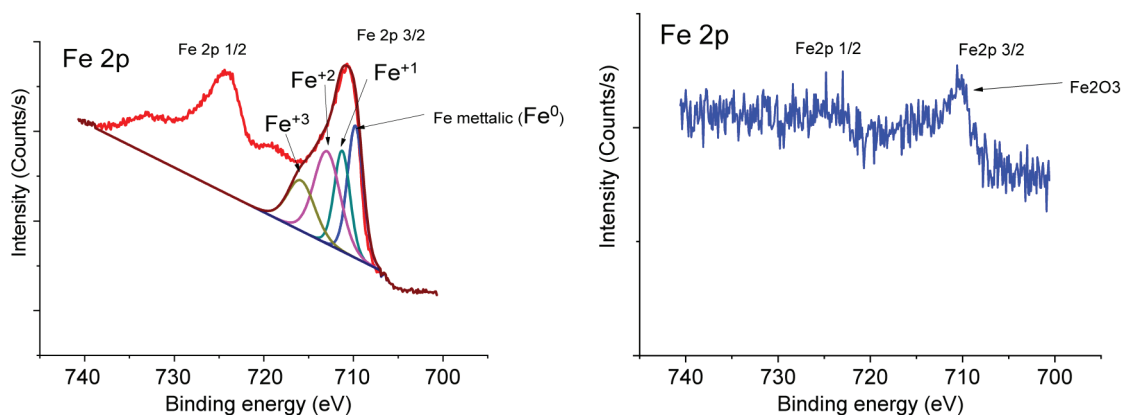 Fe 2p
Fe 2p 1/2
Fe 2p 3/2
Fe+2
Fe+1
Fe+3
Fe mettalic (Fe0)
Intensity (Counts/s)
740 730 720 710 700
Binding energy (eV)
Fe 2p
Fe2p 1/2
Fe2p 3/2
Fe2O3
Intensity (Counts/s)
740 730 720 710 700
Binding energy (eV)